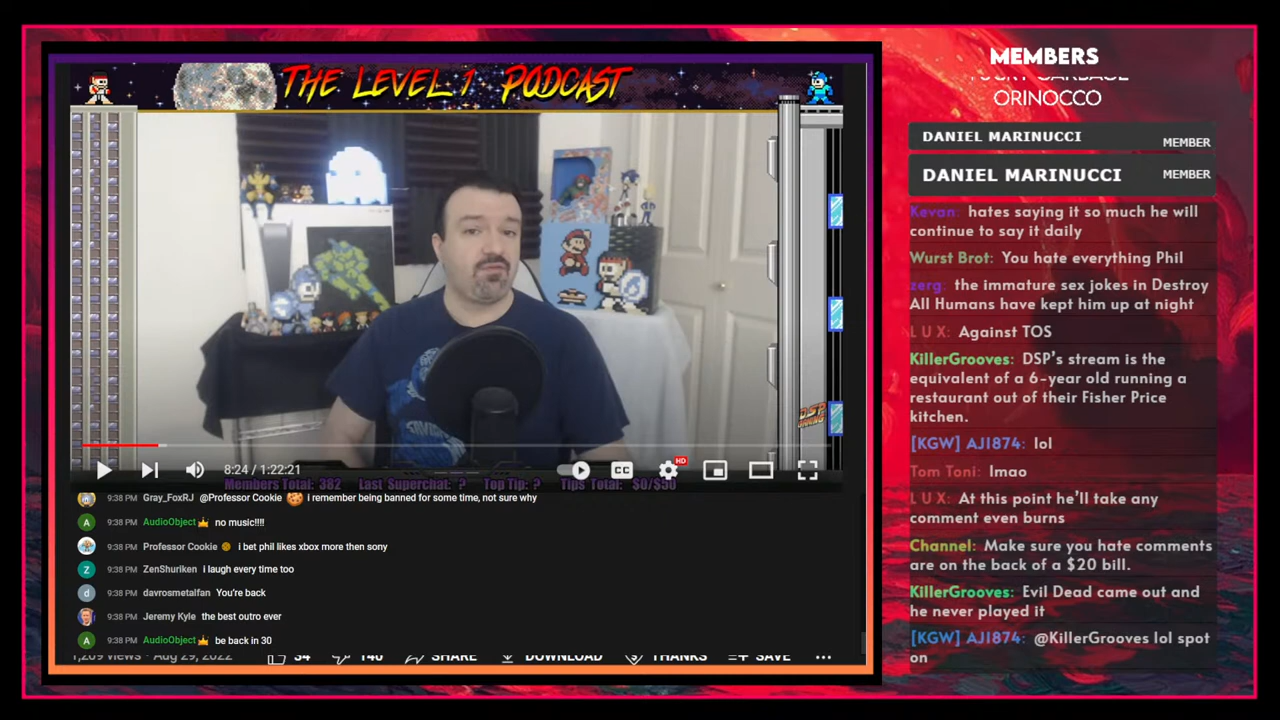 THE LEVEL 1 PODCAST
8:24 / 1:22:21
CC
HD
DSP
GAMING
Members Total: 382 Last Superchat: ? Top Tip: ? Tips Total: $0/$50
9:38 PM Gray_FoxRJ @Professor Cookie i remember being banned for some time, not sure why
A 9:38 PM AudioObject no music!!!!
9:38 PM Professor Cookie i bet phil likes xbox more then sony
Z 9:38 PM ZenShuriken i laugh every time too
d 9:38 PM davrosmetalfan You're back
9:38 PM Jeremy Kyle the best outro ever
A 9:38 PM AudioObject be back in 30
1,209 views · Aug 29, 2022 34 140 SHARE DOWNLOAD THANKS SAVE
MEMBERS
GARBAGE
ORINOCCO
DANIEL MARINUCCI MEMBER
DANIEL MARINUCCI MEMBER
Kevan: hates saying it so much he will
continue to say it daily
Wurst Brot: You hate everything Phil
zerg: the immature sex jokes in Destroy
All Humans have kept him up at night
L U X: Against TOS
KillerGrooves: DSP's stream is the
equivalent of a 6-year old running a
restaurant out of their Fisher Price
kitchen.
[KGW] AJ1874: lol
Tom Toni: lmao
L U X: At this point he'll take any
comment even burns
Channel: Make sure you hate comments
are on the back of a $20 bill.
KillerGrooves: Evil Dead came out and
he never played it
[KGW] AJ1874: @KillerGrooves lol spot
on